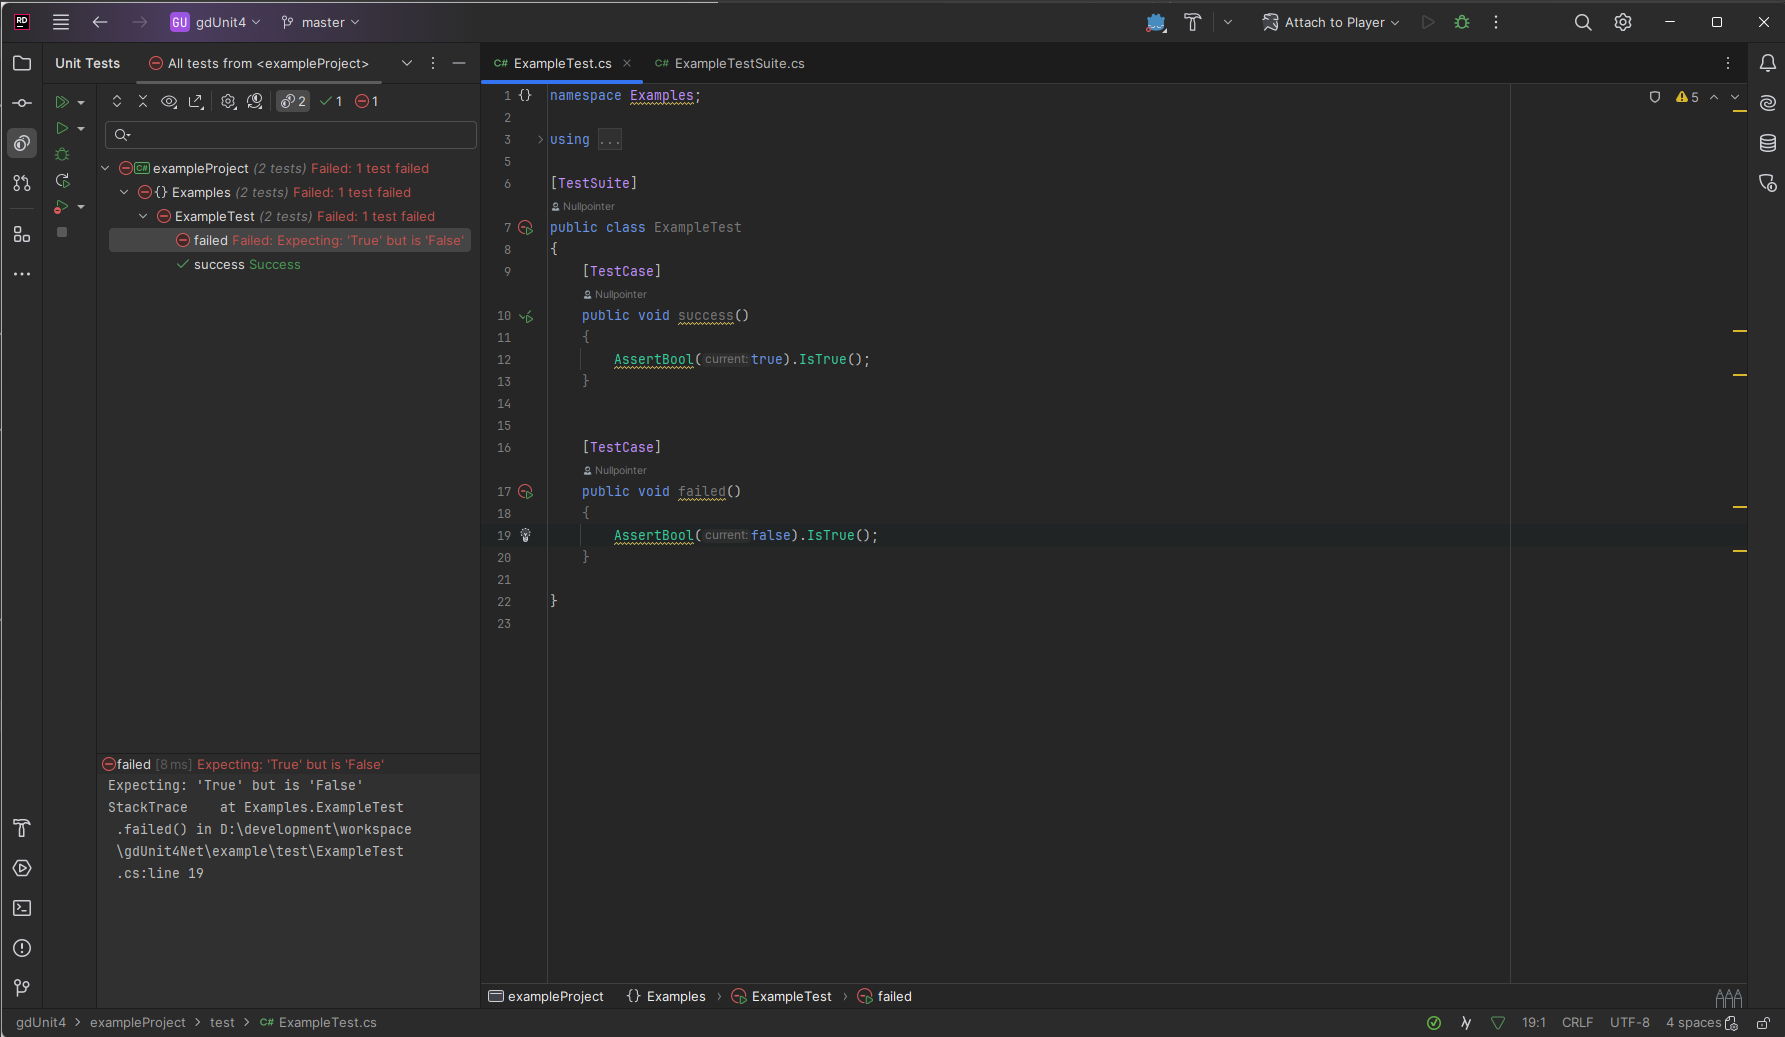 RD GU gdUnit4 master Attach to Player
Unit Tests All tests from <exampleProject>
2 1 1
C# exampleProject (2 tests) Failed: 1 test failed
{} Examples (2 tests) Failed: 1 test failed
ExampleTest (2 tests) Failed: 1 test failed
failed Failed: Expecting: 'True' but is 'False'
success Success
failed [8 ms] Expecting: 'True' but is 'False'
Expecting: 'True' but is 'False'
StackTrace    at Examples.ExampleTest
.failed() in D:\development\workspace
\gdUnit4Net\example\test\ExampleTest
.cs:line 19
C# ExampleTest.cs C# ExampleTestSuite.cs
1 {} namespace Examples; 5
2
3 using ...
5
6 [TestSuite]
Nullpointer
7 public class ExampleTest
8 {
9 [TestCase]
Nullpointer
10 public void success()
11 {
12 AssertBool(current: true).IsTrue();
13 }
14
15
16 [TestCase]
Nullpointer
17 public void failed()
18 {
19 AssertBool(current: false).IsTrue();
20 }
21
22 }
23
exampleProject {} Examples › ExampleTest › failed
gdUnit4 > exampleProject > test > C# ExampleTest.cs 19:1 CRLF UTF-8 4 spaces